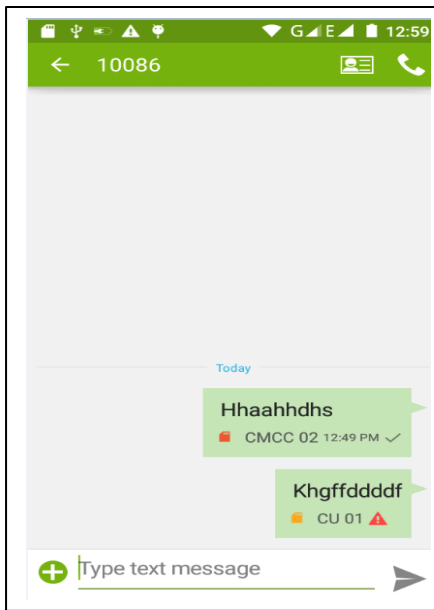 G E 12:59
10086
Today
Hhaahhdhs
CMCC 02 12:49 PM
Khgffddddf
CU 01
Type text message